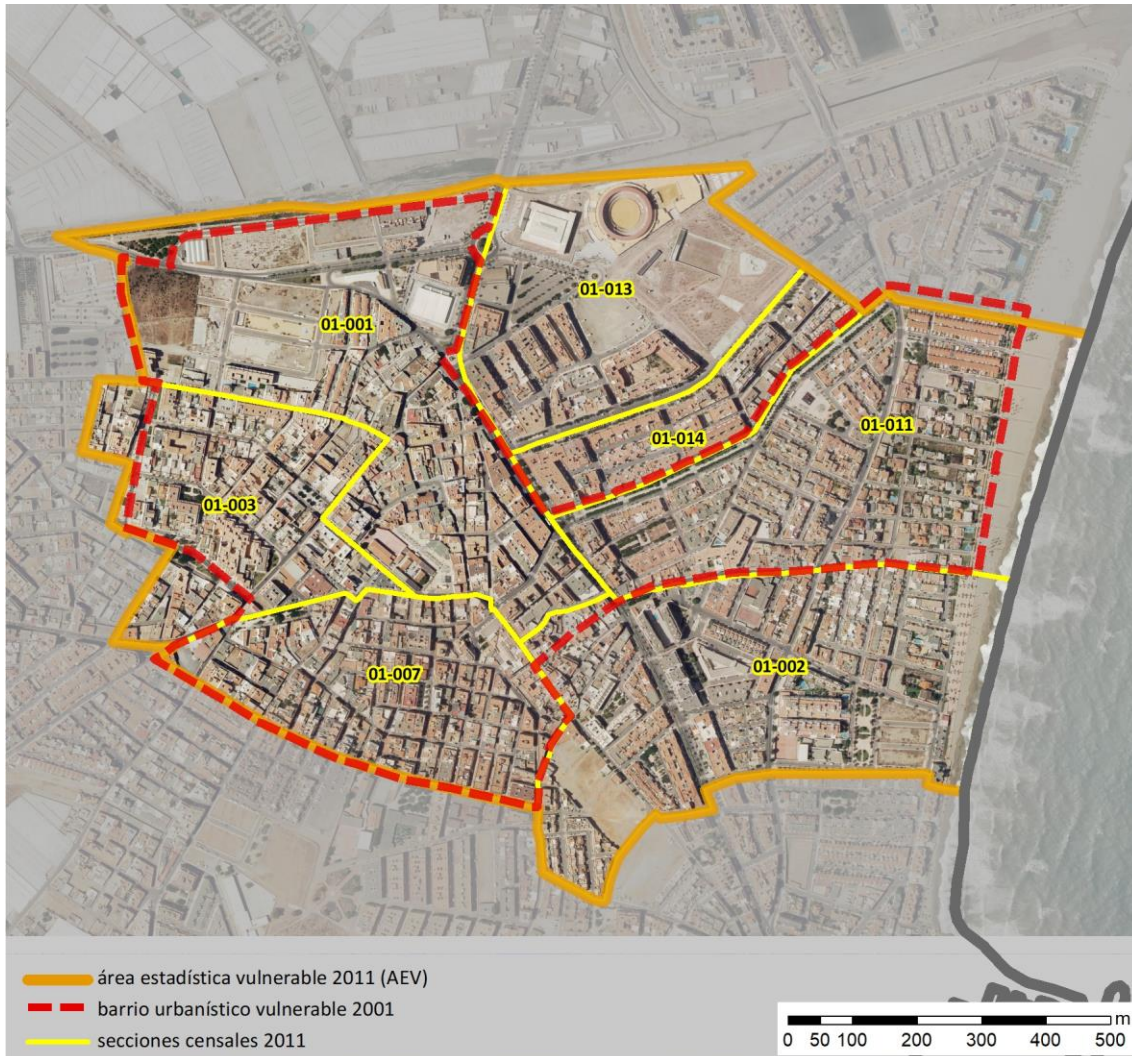 01-013
01-001
01-014
01-011
01-003
01-002
01-007
área estadística vulnerable 2011 (AEV)
barrio urbanístico vulnerable 2001
secciones censales 2011
m
0 50 100 200 300 400 500